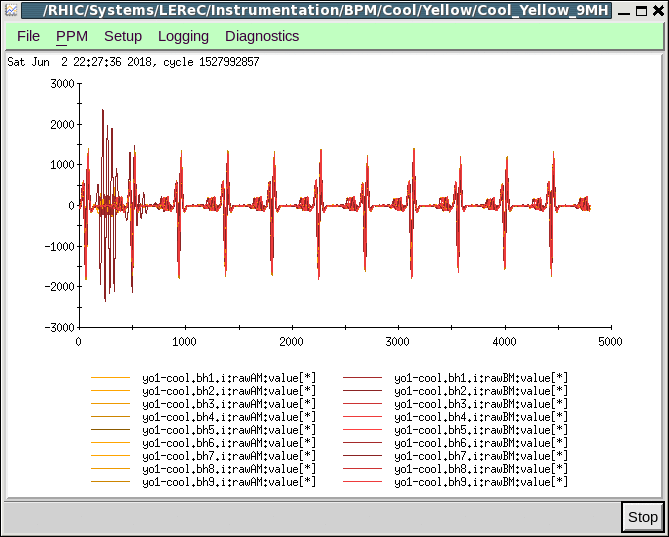 /RHIC/Systems/LEReC/Instrumentation/BPM/Cool/Yellow/Cool_Yellow_9MH
File PPM Setup Logging Diagnostics
Sat Jun  2 22:27:36 2018, cycle 1527992857
3000
2000
1000
0
-1000
-2000
-3000
0 1000 2000 3000 4000 5000
yo1-cool.bh1.i:rawAM:value[*] yo1-cool.bh1.i:rawBM:value[*]
yo1-cool.bh2.i:rawAM:value[*] yo1-cool.bh2.i:rawBM:value[*]
yo1-cool.bh3.i:rawAM:value[*] yo1-cool.bh3.i:rawBM:value[*]
yo1-cool.bh4.i:rawAM:value[*] yo1-cool.bh4.i:rawBM:value[*]
yo1-cool.bh5.i:rawAM:value[*] yo1-cool.bh5.i:rawBM:value[*]
yo1-cool.bh6.i:rawAM:value[*] yo1-cool.bh6.i:rawBM:value[*]
yo1-cool.bh7.i:rawAM:value[*] yo1-cool.bh7.i:rawBM:value[*]
yo1-cool.bh8.i:rawAM:value[*] yo1-cool.bh8.i:rawBM:value[*]
yo1-cool.bh9.i:rawAM:value[*] yo1-cool.bh9.i:rawBM:value[*]
Stop